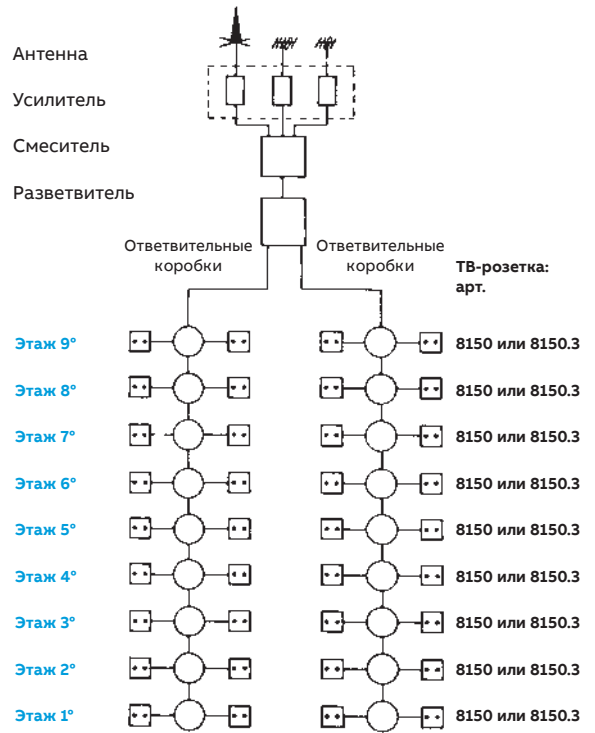 Антенна
Усилитель
Смеситель
Разветвитель
Ответвительные
коробки
Ответвительные
коробки
ТВ-розетка:
арт.
Этаж 9° 8150 или 8150.3
Этаж 8° 8150 или 8150.3
Этаж 7° 8150 или 8150.3
Этаж 6° 8150 или 8150.3
Этаж 5° 8150 или 8150.3
Этаж 4° 8150 или 8150.3
Этаж 3° 8150 или 8150.3
Этаж 2° 8150 или 8150.3
Этаж 1° 8150 или 8150.3